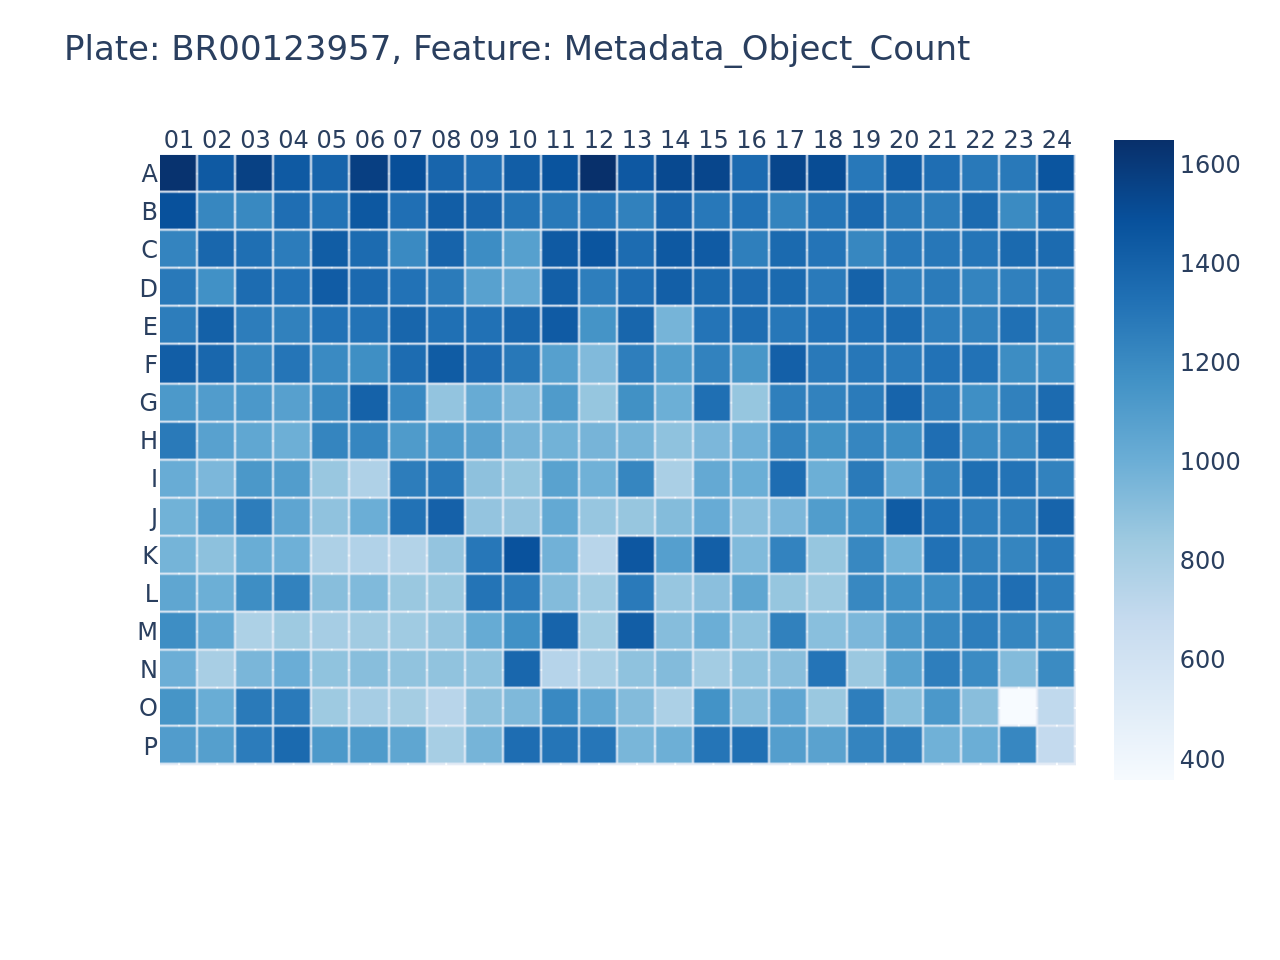 Plate: BR00123957, Feature: Metadata_Object_Count
01 02 03 04 05 06 07 08 09 10 11 12 13 14 15 16 17 18 19 20 21 22 23 24
A
B
C
D
E
F
G
H
I
J
K
L
M
N
O
P
1600
1400
1200
1000
800
600
400